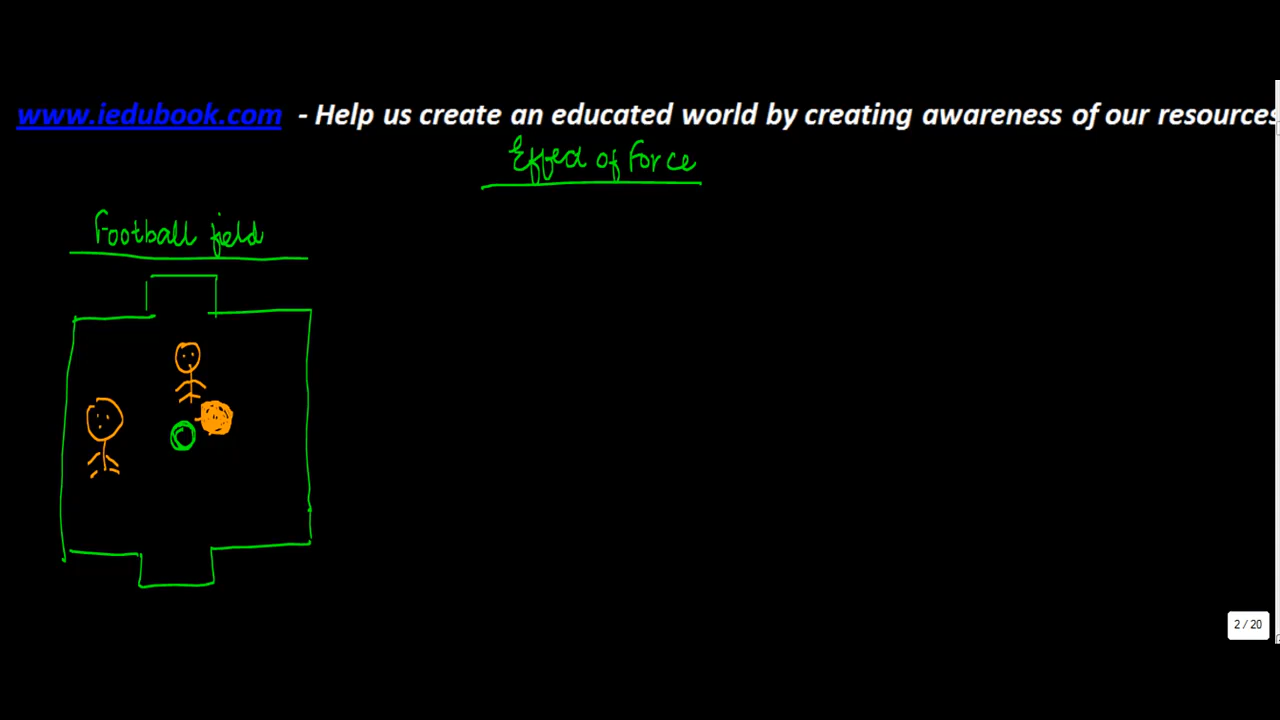 www.iedubook.com - Help us create an educated world by creating awareness of our resources
Effect of Force
Football field
2 / 20